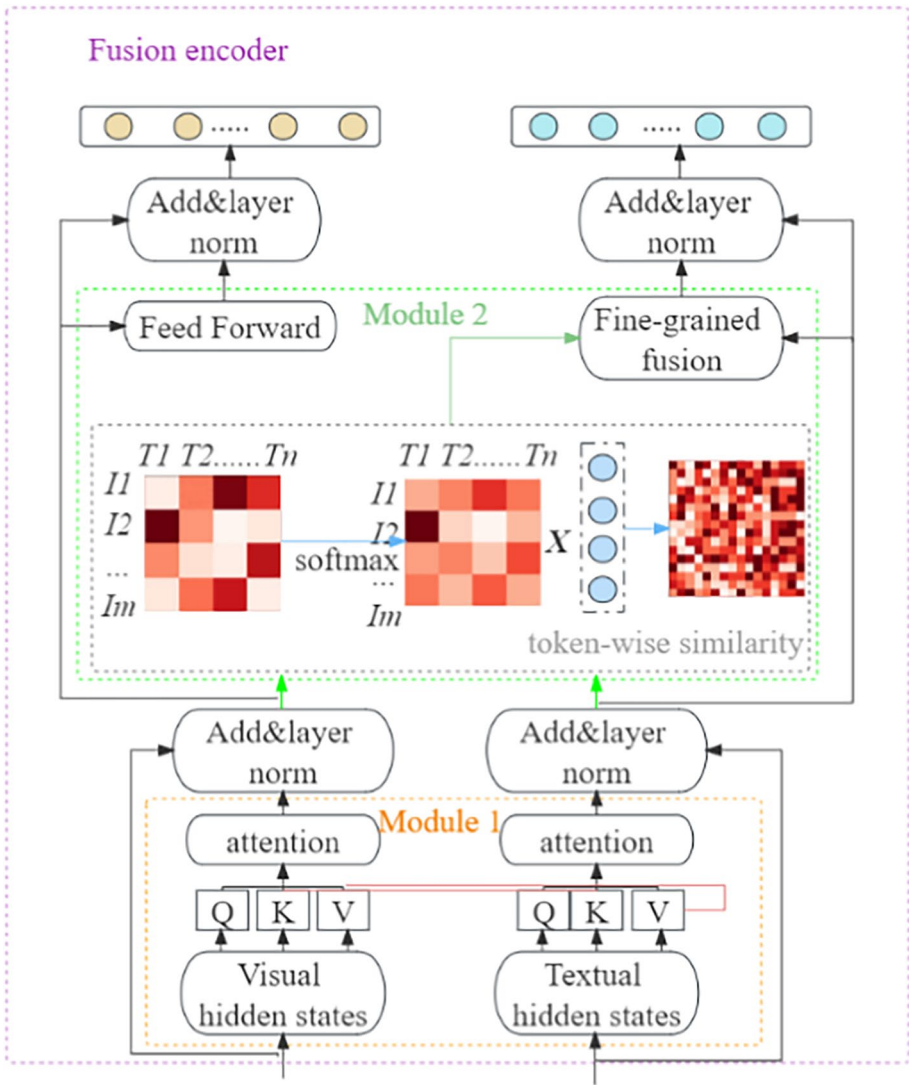 Fusion encoder
.....
.....
Add&layer
norm
Add&layer
norm
Feed Forward
Module 2
Fine-grained
fusion
T1 T2......Tn
T1 T2......Tn
I1
I2
...
Im
softmax
I1
I2
...
Im
X
token-wise similarity
Add&layer
norm
Add&layer
norm
Module 1
attention
attention
Q K V
Q K V
Visual
hidden states
Textual
hidden states